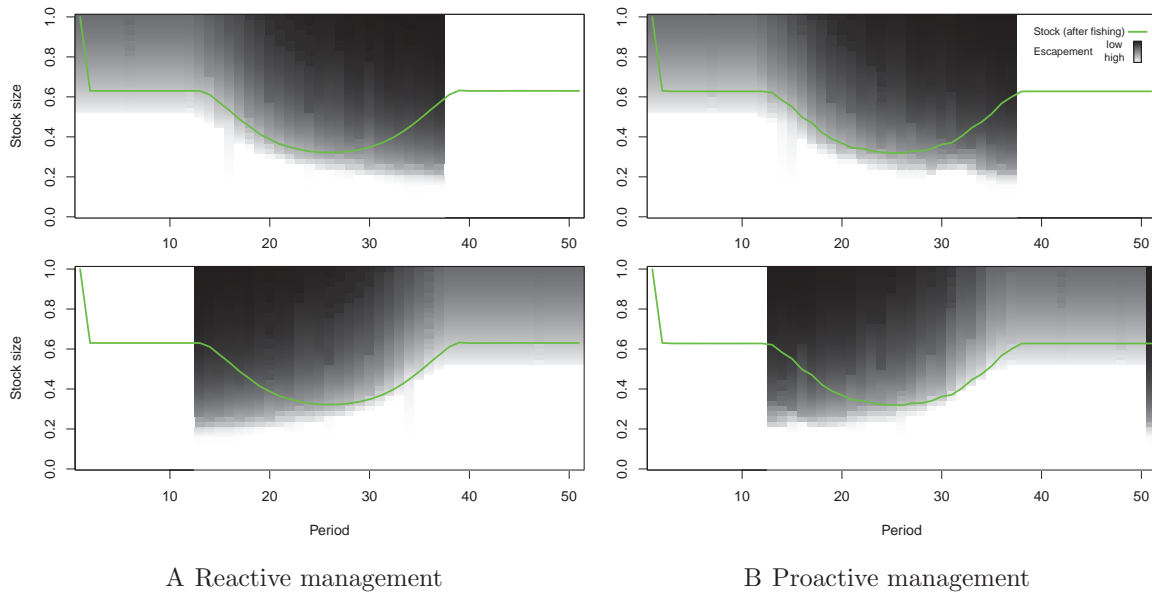 0.0 0.2 0.4 0.6 0.8 1.0
Stock size
10 20 30 40 50
0.0 0.2 0.4 0.6 0.8 1.0
10 20 30 40 50
Stock (after fishing)
Escapement
low
high
0.0 0.2 0.4 0.6 0.8 1.0
Stock size
10 20 30 40 50
Period
0.0 0.2 0.4 0.6 0.8 1.0
10 20 30 40 50
Period
A Reactive management
B Proactive management